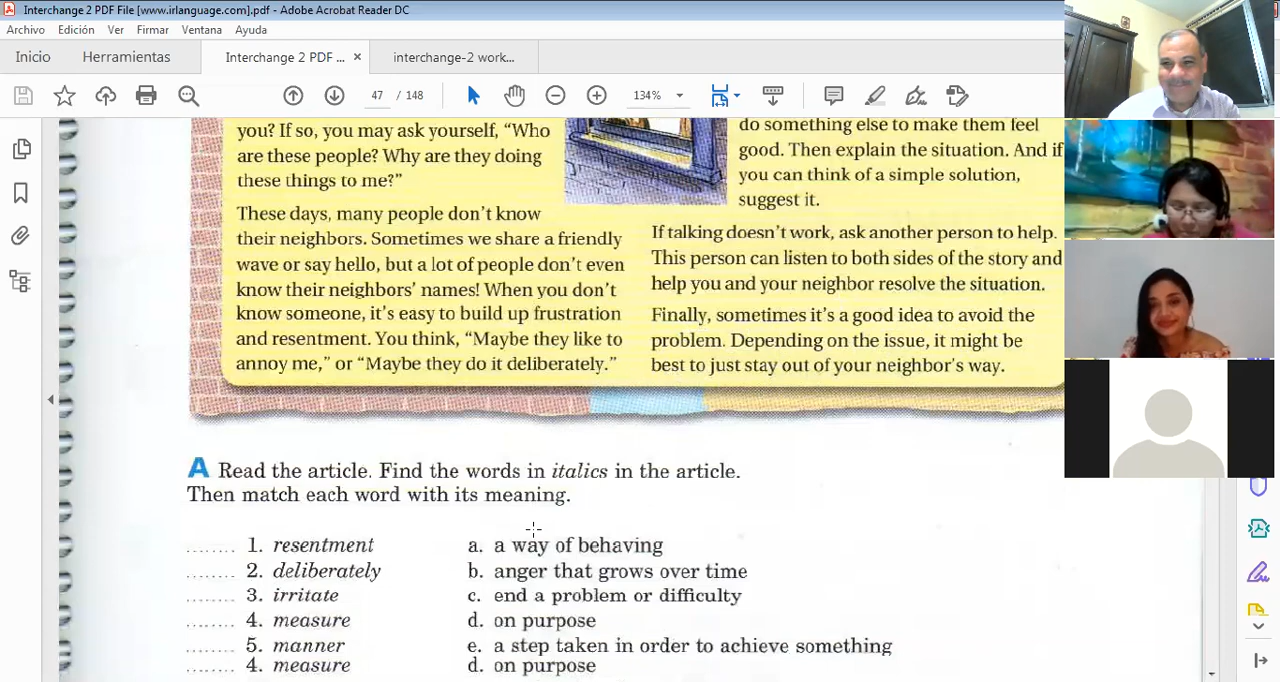 Interchange 2 PDF File [www.irlanguage.com].pdf - Adobe Acrobat Reader DC
Archivo Edición Ver Firmar Ventana Ayuda
Inicio Herramientas Interchange 2 PDF ... × interchange-2 work...
47 / 148 134%
you? If so, you may ask yourself, “Who
are these people? Why are they doing
these things to me?”
These days, many people don’t know
their neighbors. Sometimes we share a friendly
wave or say hello, but a lot of people don’t even
know their neighbors’ names! When you don’t
know someone, it’s easy to build up frustration
and resentment. You think, “Maybe they like to
annoy me,” or “Maybe they do it deliberately.”
do something else to make them feel
good. Then explain the situation. And if
you can think of a simple solution,
suggest it.
If talking doesn’t work, ask another person to help.
This person can listen to both sides of the story and
help you and your neighbor resolve the situation.
Finally, sometimes it’s a good idea to avoid the
problem. Depending on the issue, it might be
best to just stay out of your neighbor’s way.
A Read the article. Find the words in italics in the article.
Then match each word with its meaning.
........ 1. resentment a. a way of behaving
........ 2. deliberately b. anger that grows over time
........ 3. irritate c. end a problem or difficulty
........ 4. measure d. on purpose
........ 5. manner e. a step taken in order to achieve something
........ 4. measure d. on purpose